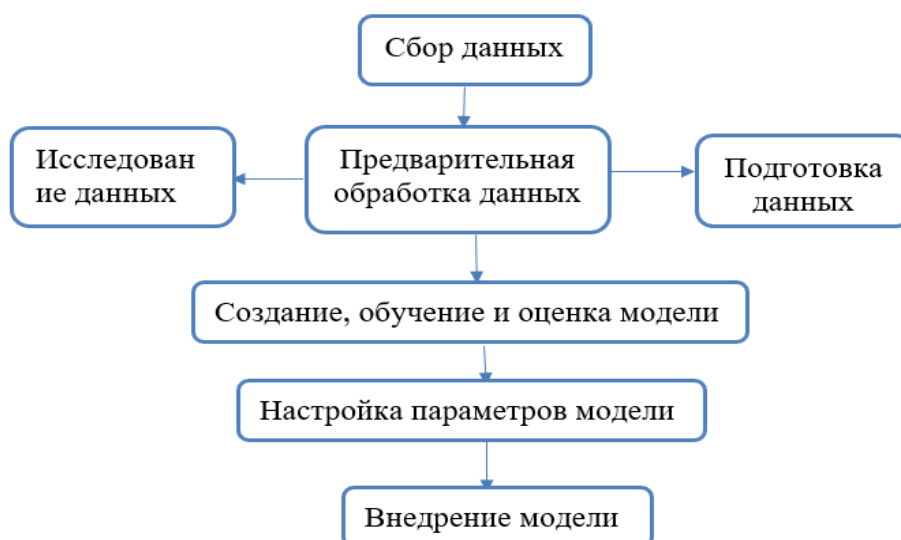 Сбор данных
Исследован
ие данных
Предварительная
обработка данных
Подготовка
данных
Создание, обучение и оценка модели
Настройка параметров модели
Внедрение модели